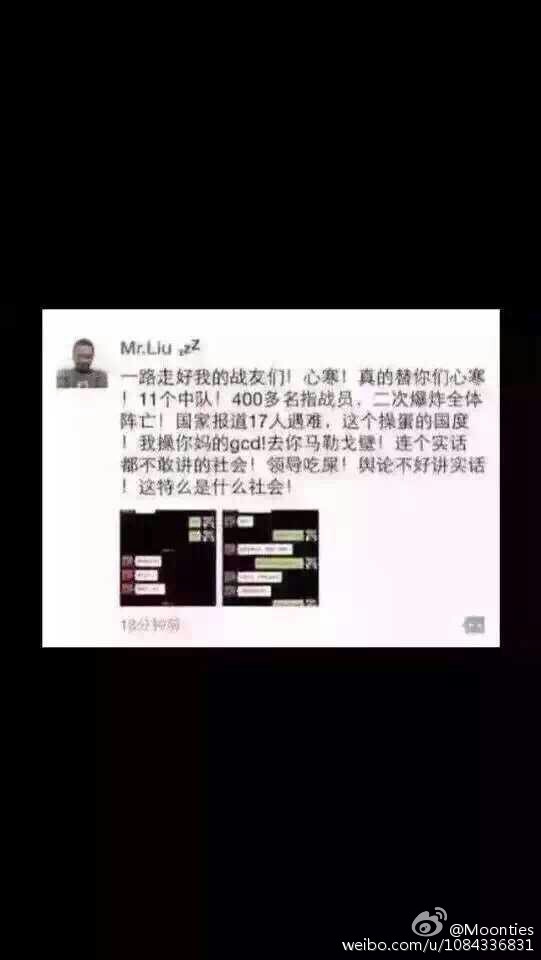 Mr.Liu zzZ
一路走好我的战友们！心寒！真的替你们心寒
！11个中队！400多名指战员，二次爆炸全体
阵亡！国家报道17人遇难，这个操蛋的国度
！我操你妈的gcd!去你马勒戈壁！连个实话
都不敢讲的社会！领导吃屎！舆论不好讲实话
！这特么是什么社会！
18分钟前
@Moonties
weibo.com/u/1084336831